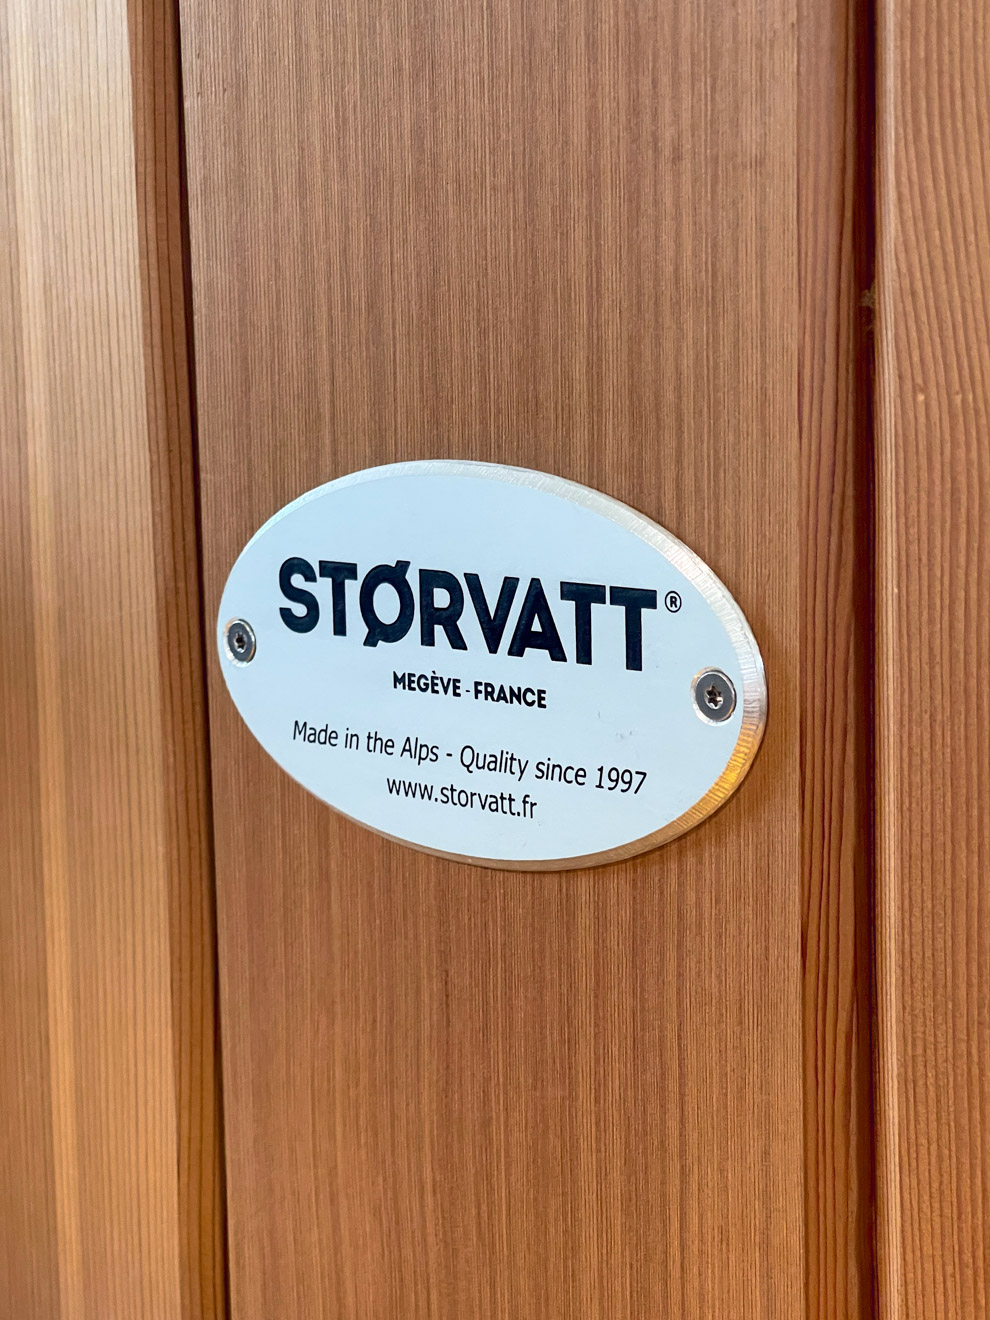 STØRVATT®
MEGÈVE - FRANCE
Made in the Alps - Quality since 1997
www.storvatt.fr